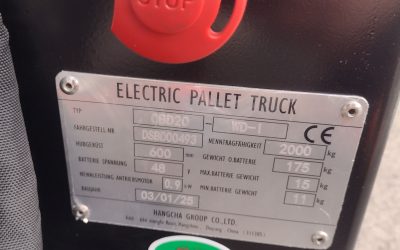 STOP
ELECTRIC PALLET TRUCK
TYP CBD20 - WD-I CE
FAHRGESTELL NR. DSBC00493 NENNTRAGFÄHIGKEIT 2000 kg
HUBGERÜST 600 mm GEWICHT O.BATTERIE 175 kg
BATTERIE SPANNUNG 48 V MAX.BATTERIE GEWICHT 15 kg
NENNLEISTUNG ANTRIEBSMOTOR 0.9 kW MIN.BATTERIE GEWICHT 11 kg
BAUJAHR 03/01/25
HANGCHA GROUP CO.,LTD.